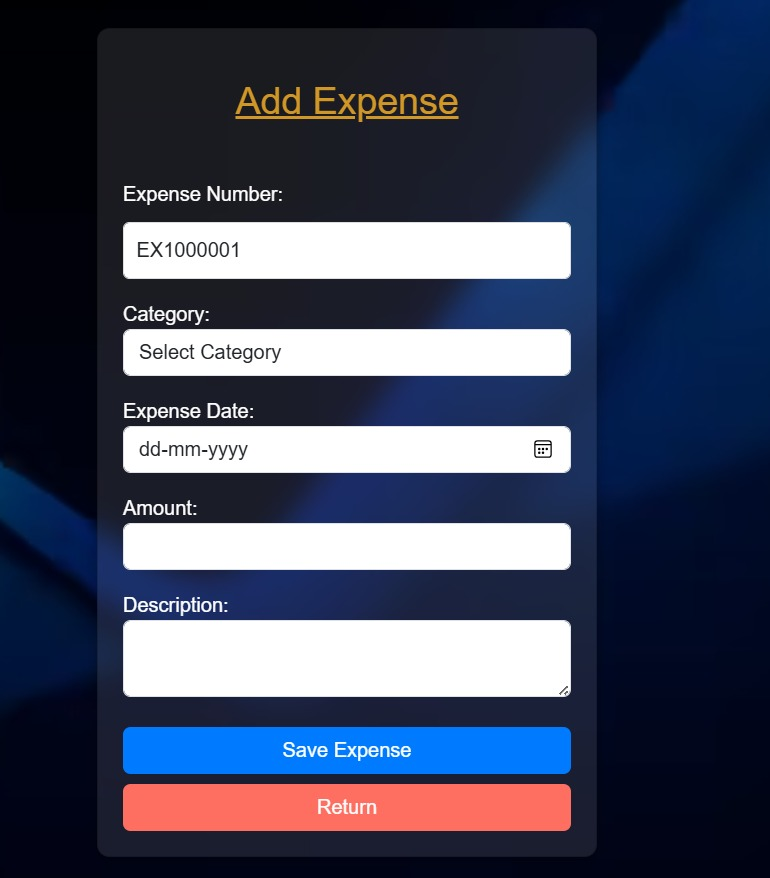 Add Expense
Expense Number:
EX1000001
Category:
Select Category
Expense Date:
dd-mm-yyyy
Amount:
Description:
Save Expense
Return